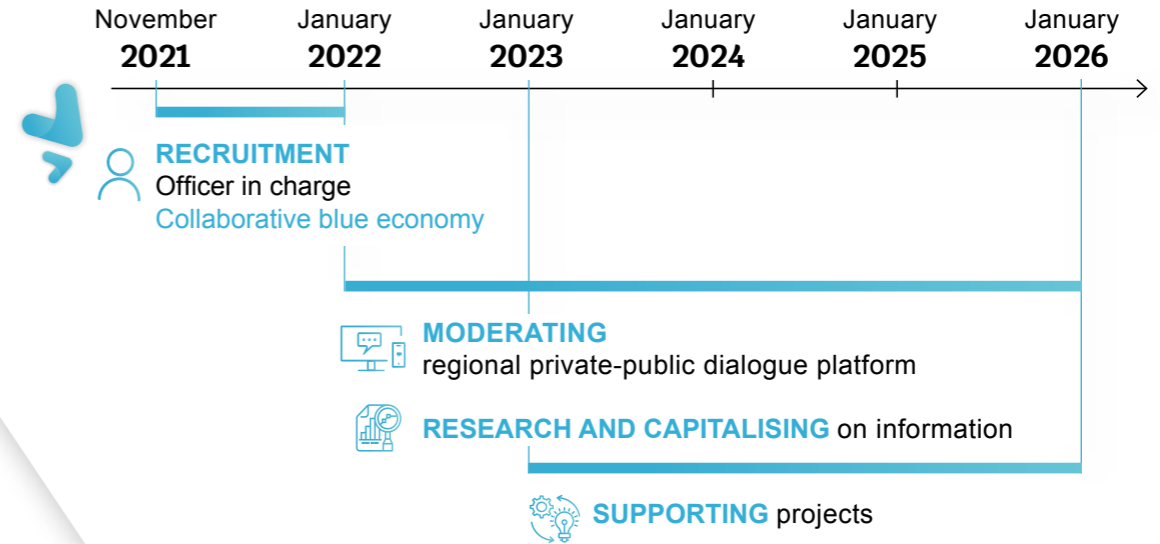 November January January January January January
2021 2022 2023 2024 2025 2026
RECRUITMENT
Officer in charge
Collaborative blue economy
MODERATING
regional private-public dialogue platform
RESEARCH AND CAPITALISING on information
SUPPORTING projects